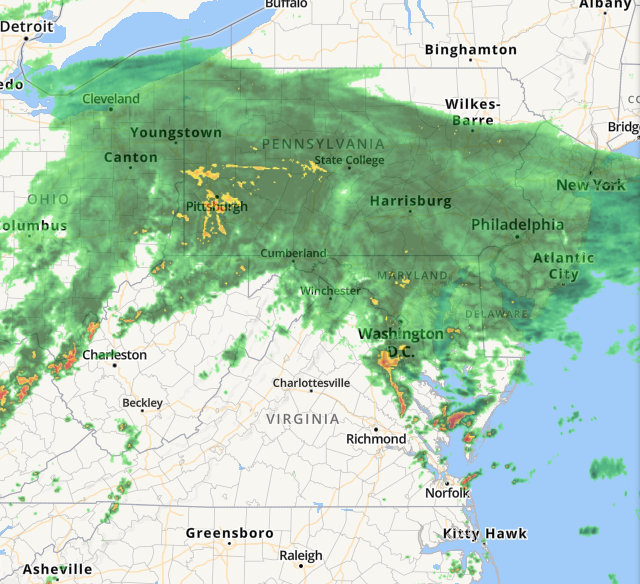 Buffalo
Albany
Detroit
Binghamton
edo
Cleveland
Wilkes-
Barre
CO
Bridg
Youngstown
PENNSYLVANIA
Canton
State College
New York
OHIO
Pittsburgh
Harrisburg
olumbus
Philadelphia
Cumberland
Atlantic
City
MARYLAND
Winchester
DELAWARE
Washington
D.C.
Charleston
Charlottesville
Beckley
VIRGINIA
Richmond
Norfolk
Greensboro
Kitty Hawk
Raleigh
Asheville